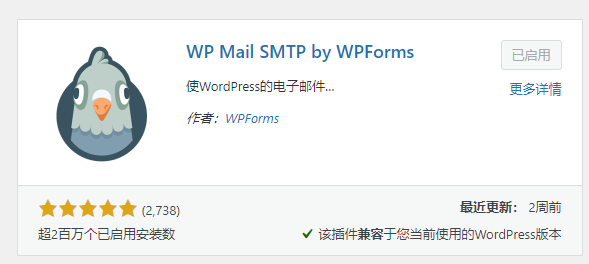 WP Mail SMTP by WPForms
已启用
使WordPress的电子邮件...
更多详情
作者：WPForms
(2,738)
最近更新： 2周前
超2百万个已启用安装数
该插件兼容于您当前使用的WordPress版本